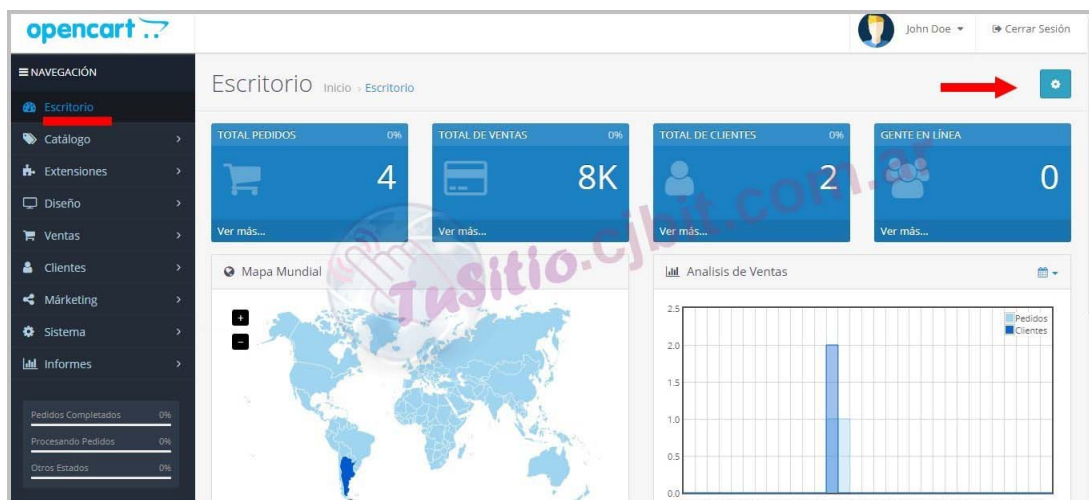 opencart
John Doe
Cerrar Sesión
NAVEGACIÓN
Escritorio
Catálogo
Extensiones
Diseño
Ventas
Clientes
Márketing
Sistema
Informes
Pedidos Completados 0%
Procesando Pedidos 0%
Otros Estados 0%
Escritorio Inicio › Escritorio
TOTAL PEDIDOS 0%
4
Ver más...
TOTAL DE VENTAS 0%
8K
Ver más...
TOTAL DE CLIENTES 0%
2
Ver más...
GENTE EN LÍNEA
0
Ver más...
Mapa Mundial
+
−
Analisis de Ventas
Pedidos
Clientes
2.5
2.0
1.5
1.0
0.5
0.0
TuSitio.cjbit.com.ar